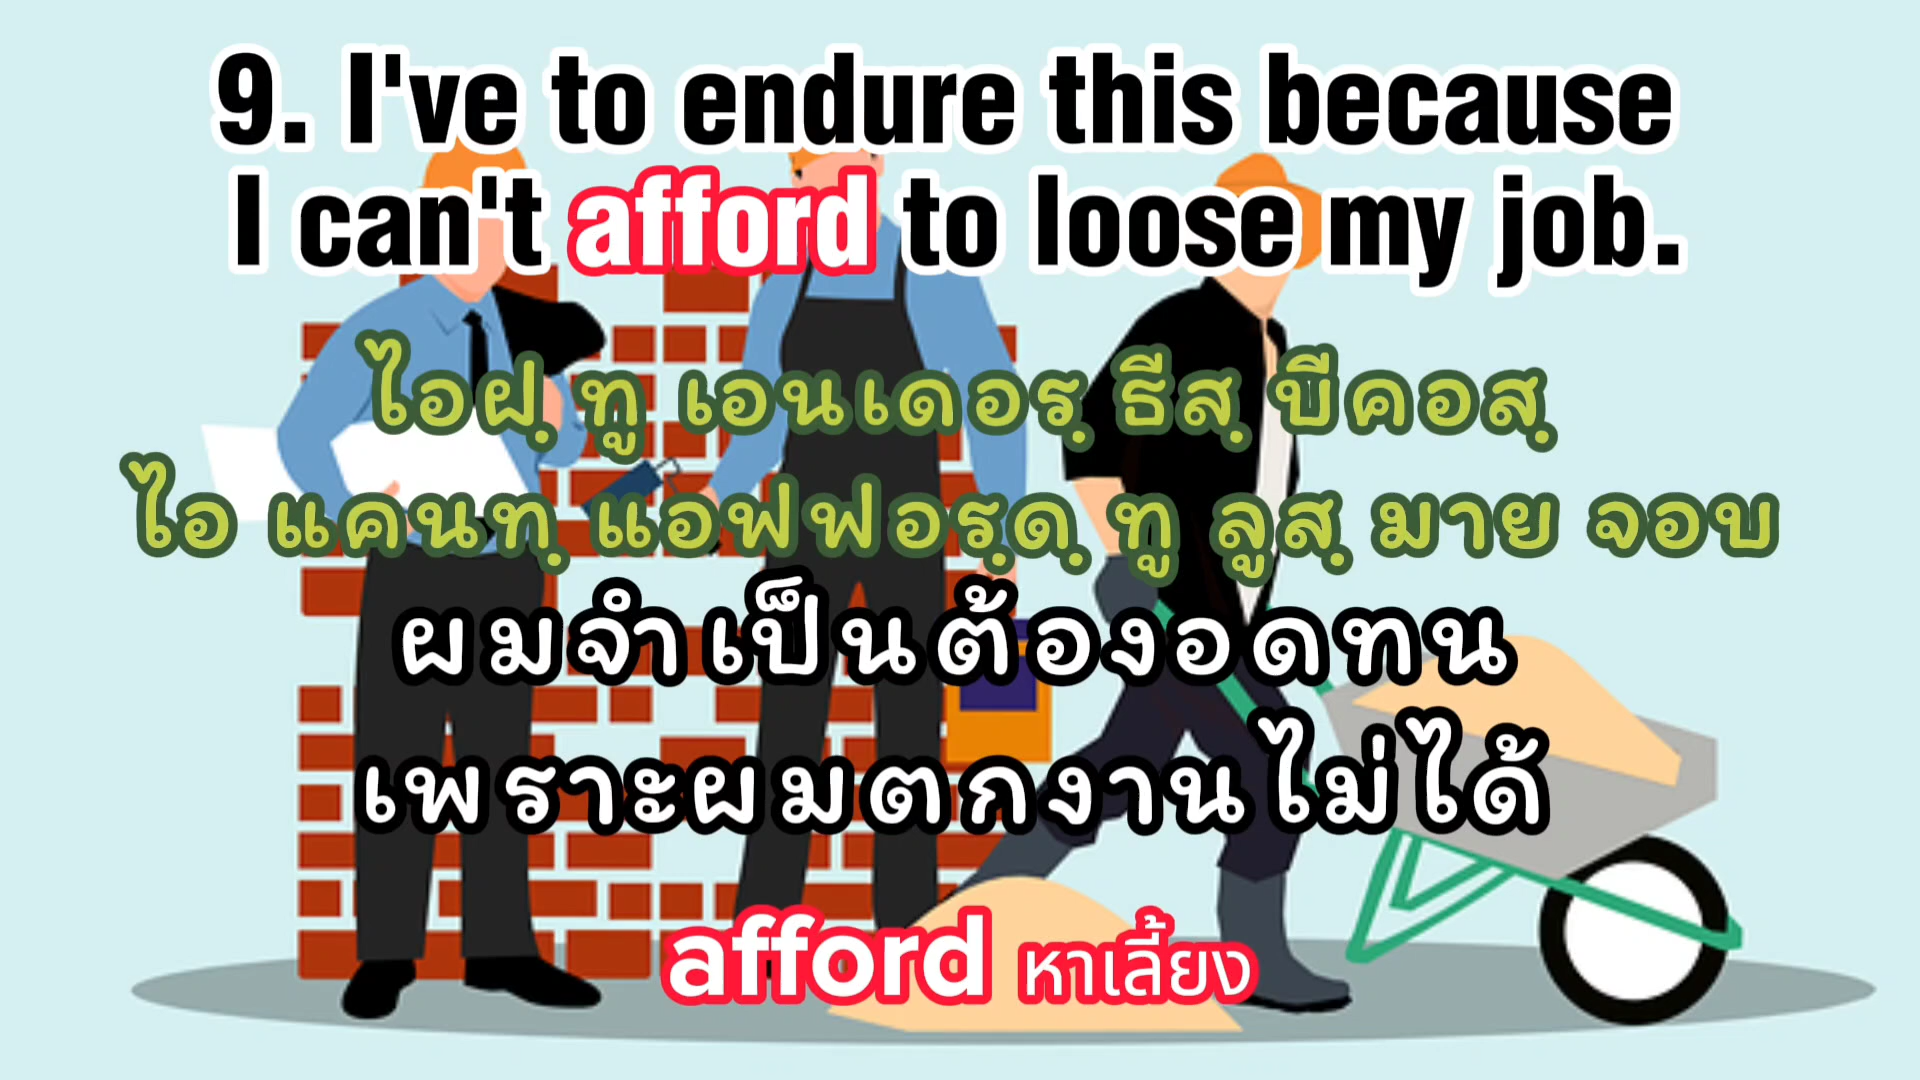 9. I've to endure this because
I can't afford to loose my job.
ไอฝฺ ทู เอนเดอรฺ ธีสฺ บีคอสฺ
ไอ แคนทฺ แอฟฟอรฺดฺ ทู ลูสฺ มาย จอบ
ผมจำเป็นต้องอดทน
เพราะผมตกงานไม่ได้
afford หาเลี้ยง